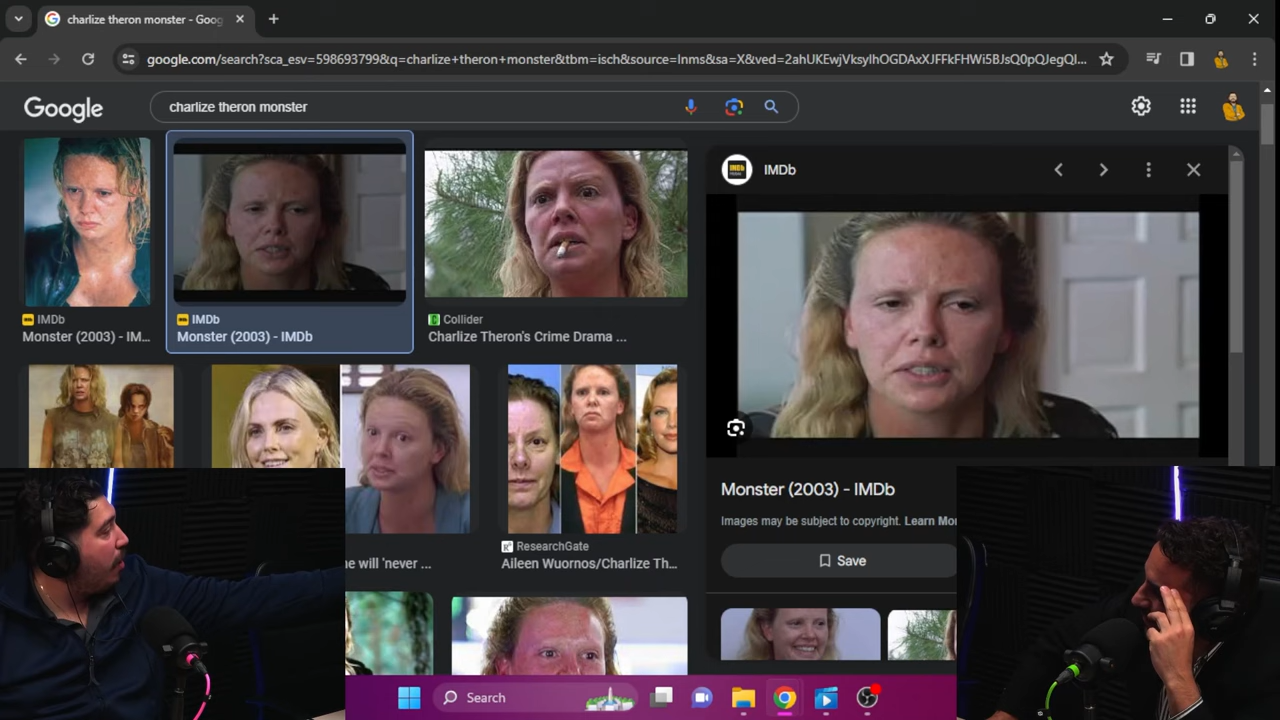 charlize theron monster - Goog
google.com/search?sca_esv=598693799&q=charlize+theron+monster&tbm=isch&source=lnms&sa=X&ved=2ahUKEwjVksylhOGDAxXJFFkFHWi5BJsQ0pQJegQI...
Google
charlize theron monster
IMDb
IMDb
IMDb
Monster (2003) - IM...
IMDb
Monster (2003) - IMDb
Collider
Charlize Theron's Crime Drama ...
Monster (2003) - IMDb
Images may be subject to copyright. Learn Mo
Save
ne will 'never ...
ResearchGate
Aileen Wuornos/Charlize Th...
Search